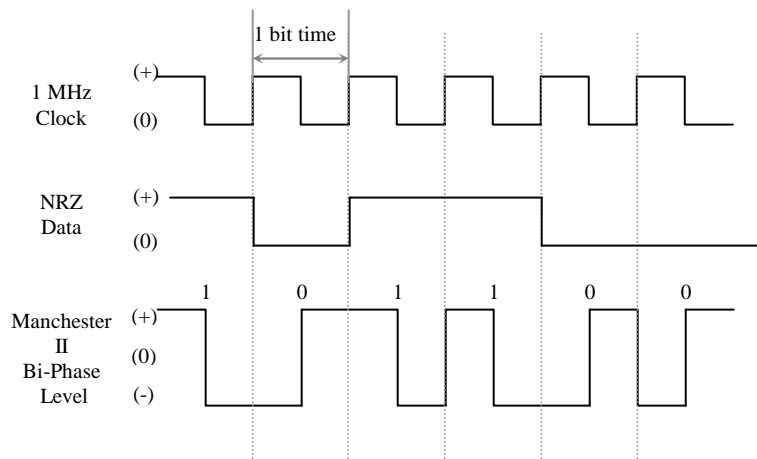 1 bit time
(+)
1 MHz
Clock
(0)
(+)
NRZ
Data
(0)
1 0 1 1 0 0
(+)
Manchester
II
(0)
Bi-Phase
Level
(-)